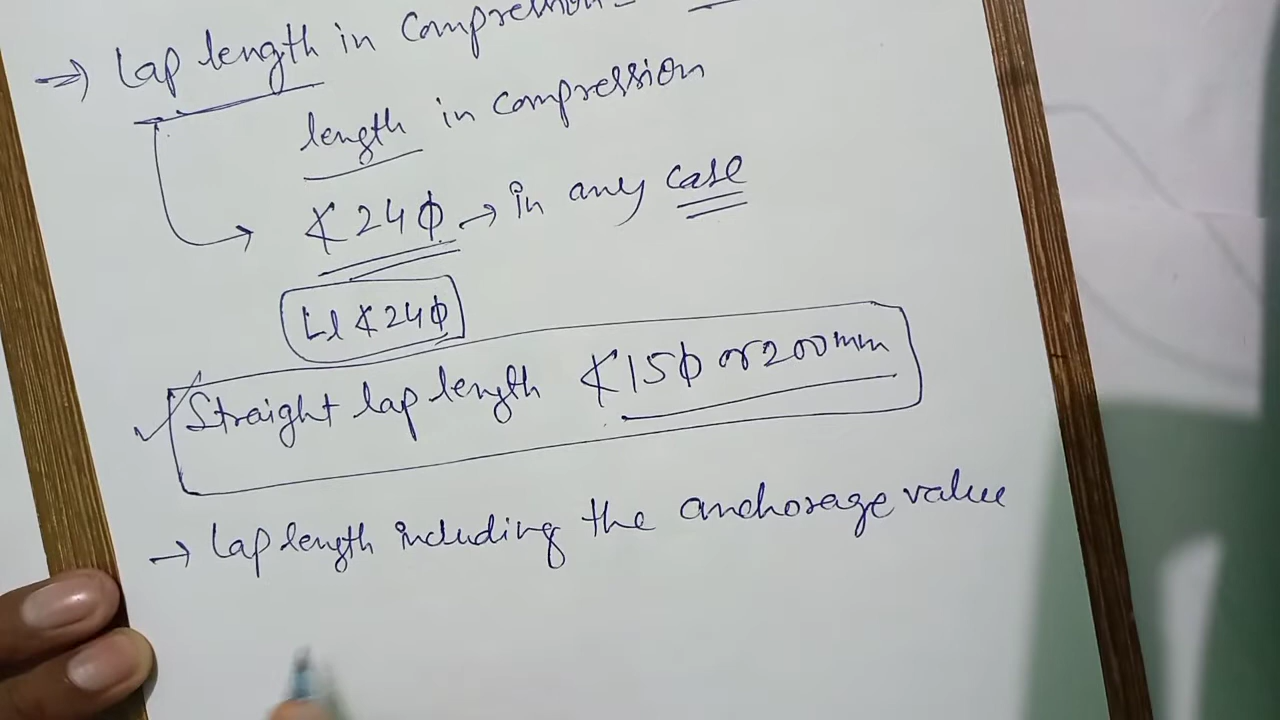 → Lap length in Compression -
length in compression
≮ 24ϕ → in any case
Ll ≮ 24ϕ
Straight lap length ≮ 15ϕ or 200mm
→ Lap length including the anchorage value